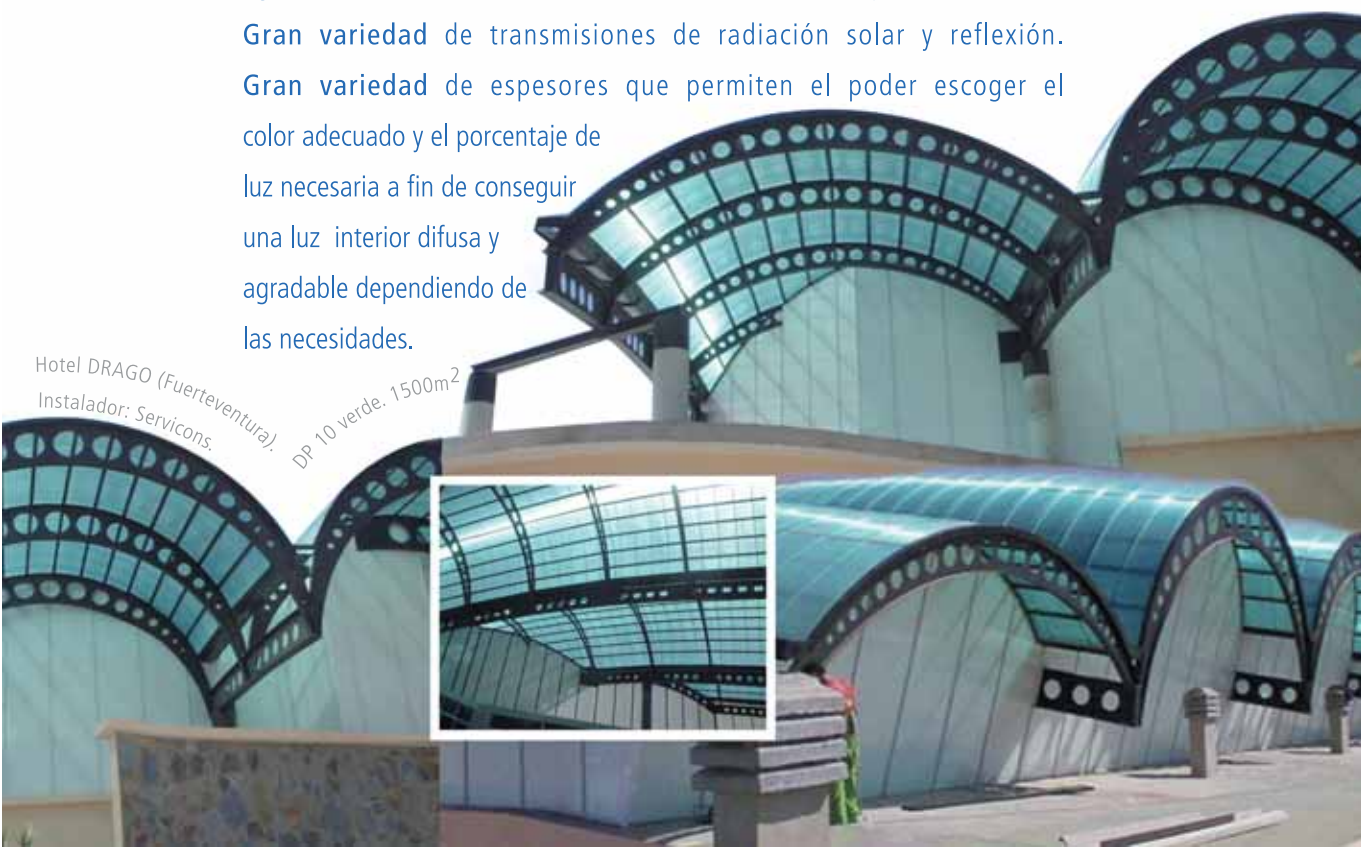 Gran variedad de transmisiones de radiación solar y reflexión.
Gran variedad de espesores que permiten el poder escoger el
color adecuado y el porcentaje de
luz necesaria a fin de conseguir
una luz interior difusa y
agradable dependiendo de
las necesidades.
Hotel DRAGO (Fuerteventura).
Instalador: Servicons.
DP 10 verde. 1500m2